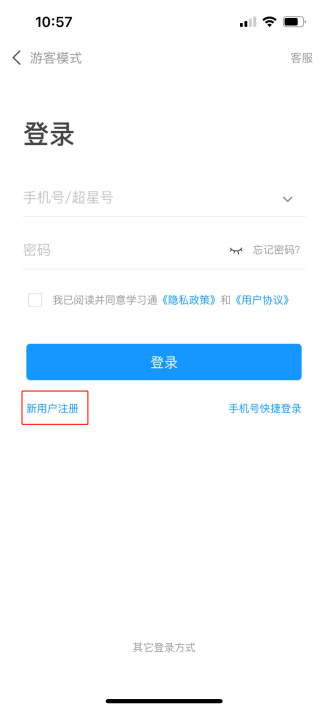 10:57
游客模式
客服
登录
手机号/超星号
密码
忘记密码?
我已阅读并同意学习通《隐私政策》和《用户协议》
登录
新用户注册
手机号快捷登录
其它登录方式